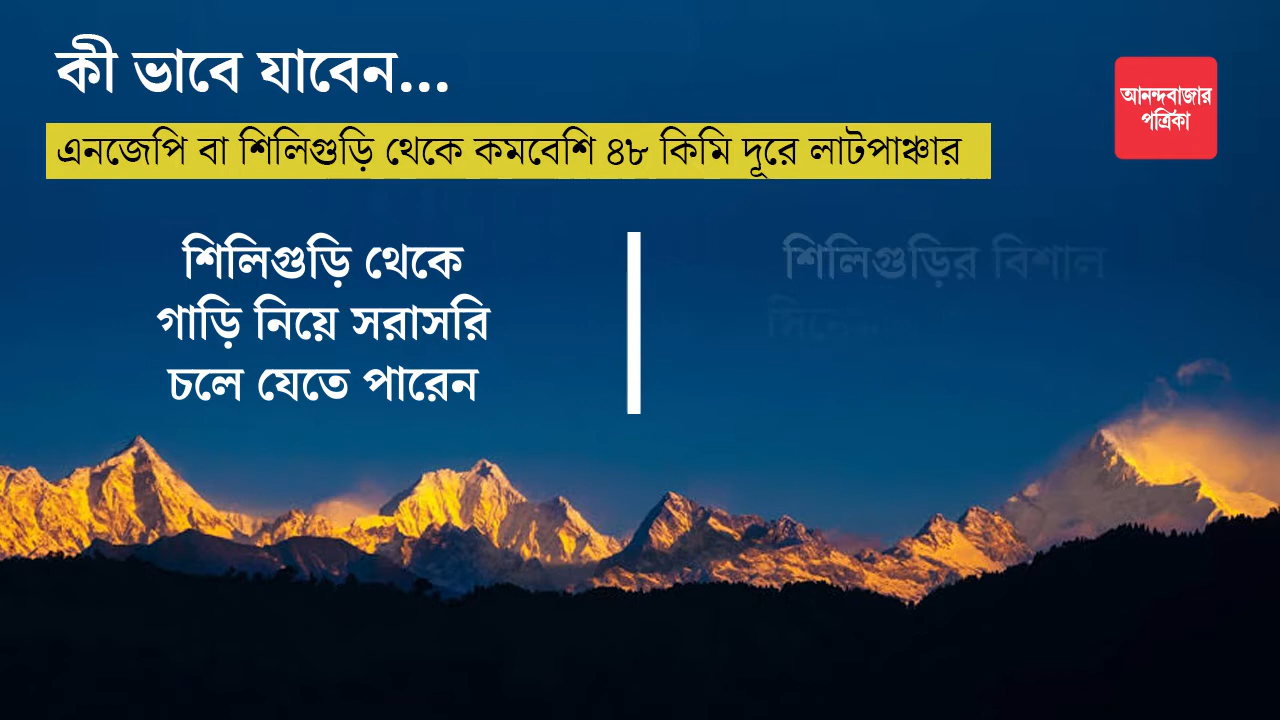 কী ভাবে যাবেন...
আনন্দবাজার
পত্রিকা
এনজেপি বা শিলিগুড়ি থেকে কমবেশি ৪৮ কিমি দূরে লাটপাঞ্চার
শিলিগুড়ি থেকে
গাড়ি নিয়ে সরাসরি
চলে যেতে পারেন
শিলিগুড়ির বিশাল